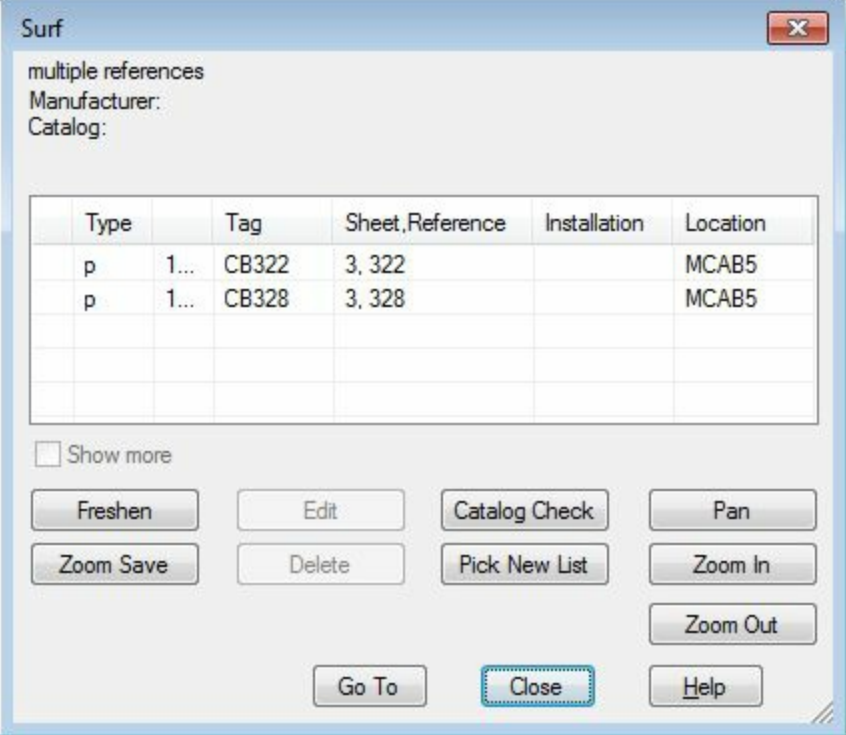 Surf
multiple references
Manufacturer:
Catalog:
Type Tag Sheet,Reference Installation Location
p 1... CB322 3, 322 MCAB5
p 1... CB328 3, 328 MCAB5
Show more
Freshen Edit Catalog Check Pan
Zoom Save Delete Pick New List Zoom In
Zoom Out
Go To Close Help